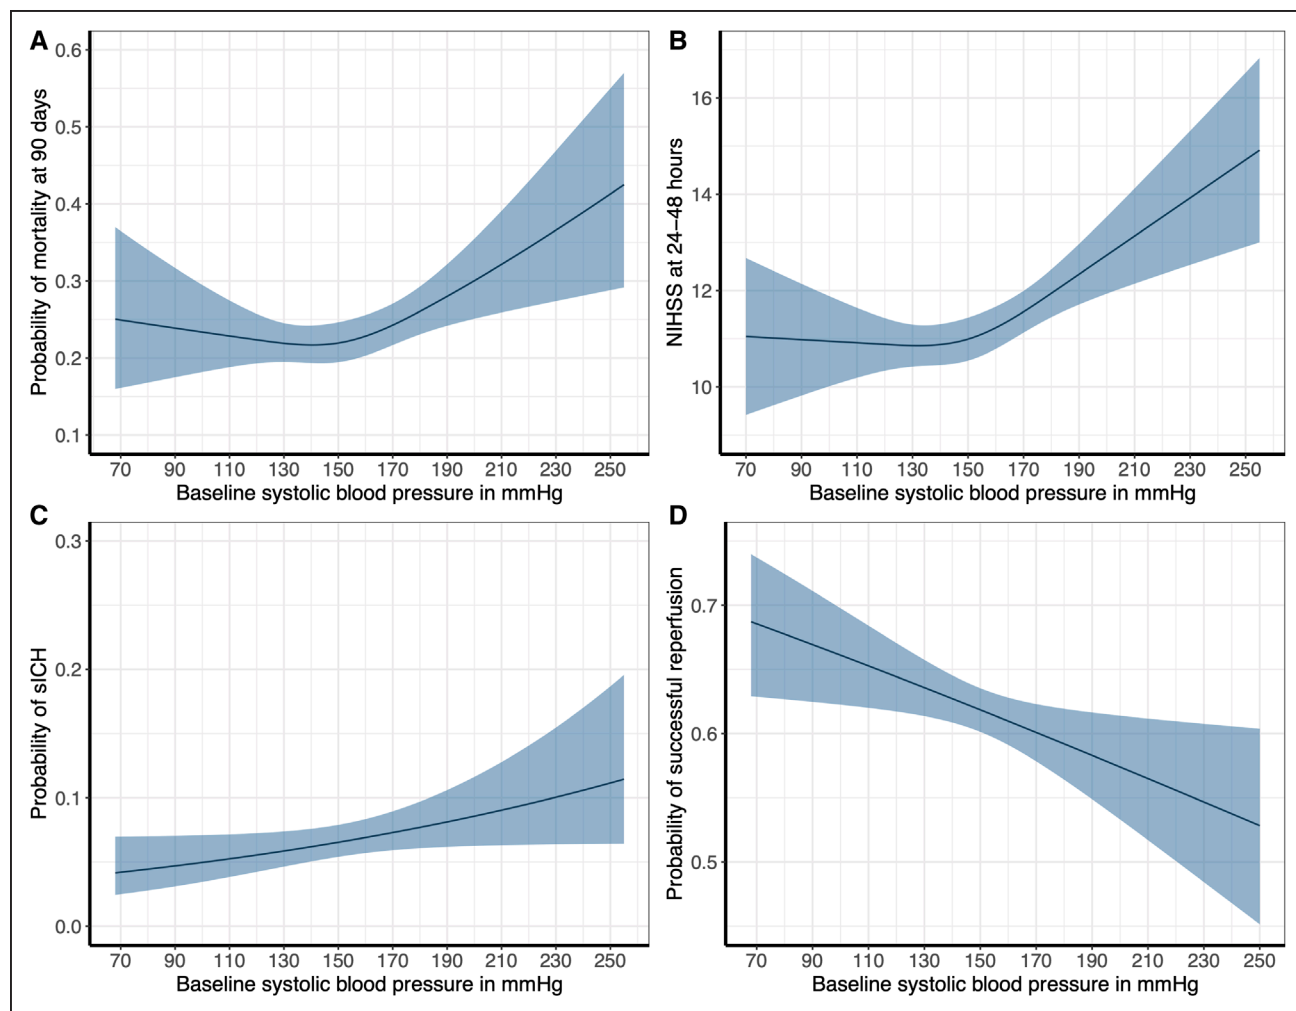 A
Probability of mortality at 90 days
0.6
0.5
0.4
0.3
0.2
0.1
70 90 110 130 150 170 190 210 230 250
Baseline systolic blood pressure in mmHg
B
NIHSS at 24–48 hours
16
14
12
10
70 90 110 130 150 170 190 210 230 250
Baseline systolic blood pressure in mmHg
C
Probability of sICH
0.3
0.2
0.1
0.0
70 90 110 130 150 170 190 210 230 250
Baseline systolic blood pressure in mmHg
D
Probability of successful reperfusion
0.7
0.6
0.5
70 90 110 130 150 170 190 210 230 250
Baseline systolic blood pressure in mmHg